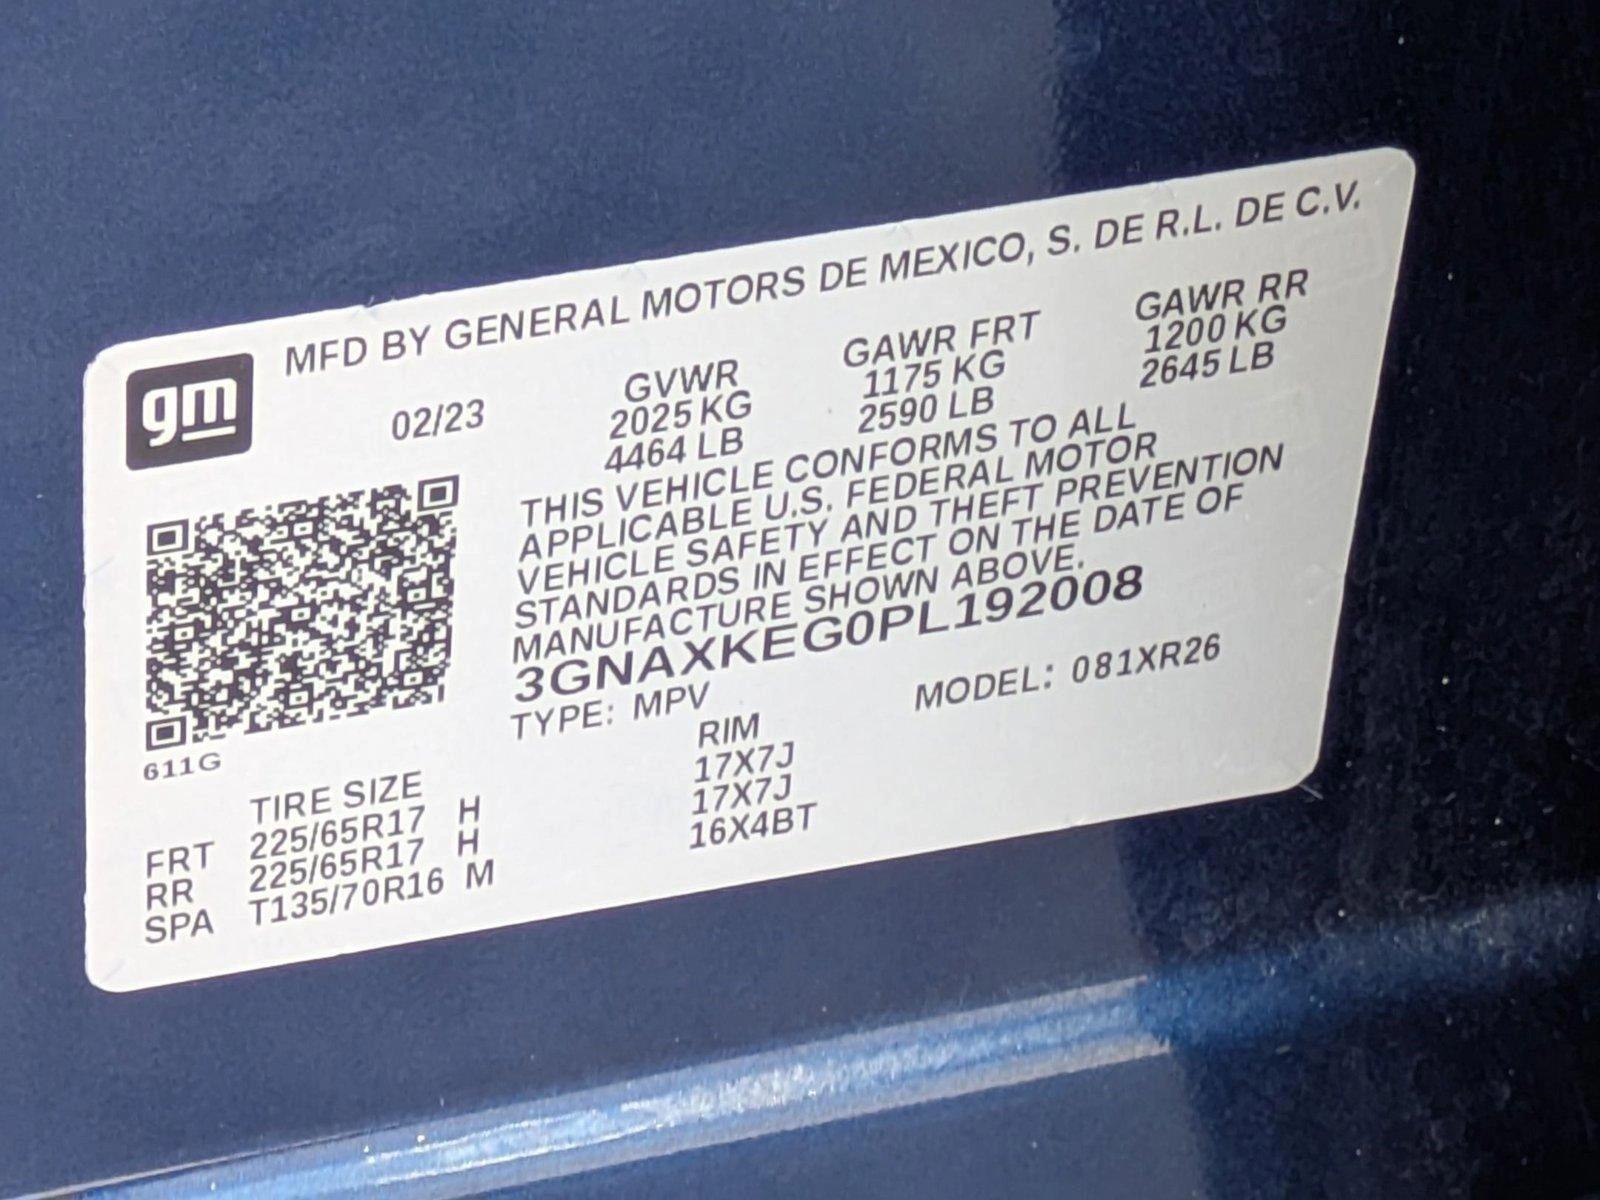 gm
MFD BY GENERAL MOTORS DE MEXICO, S. DE R.L. DE C.V.
02/23 GVWR GAWR FRT GAWR RR
2025 KG 1175 KG 1200 KG
4464 LB 2590 LB 2645 LB
THIS VEHICLE CONFORMS TO ALL
APPLICABLE U.S. FEDERAL MOTOR
VEHICLE SAFETY AND THEFT PREVENTION
STANDARDS IN EFFECT ON THE DATE OF
MANUFACTURE SHOWN ABOVE.
3GNAXKEG0PL192008
TYPE: MPV MODEL: 081XR26
611G
TIRE SIZE RIM
FRT 225/65R17 H 17X7J
RR 225/65R17 H 17X7J
SPA T135/70R16 M 16X4BT